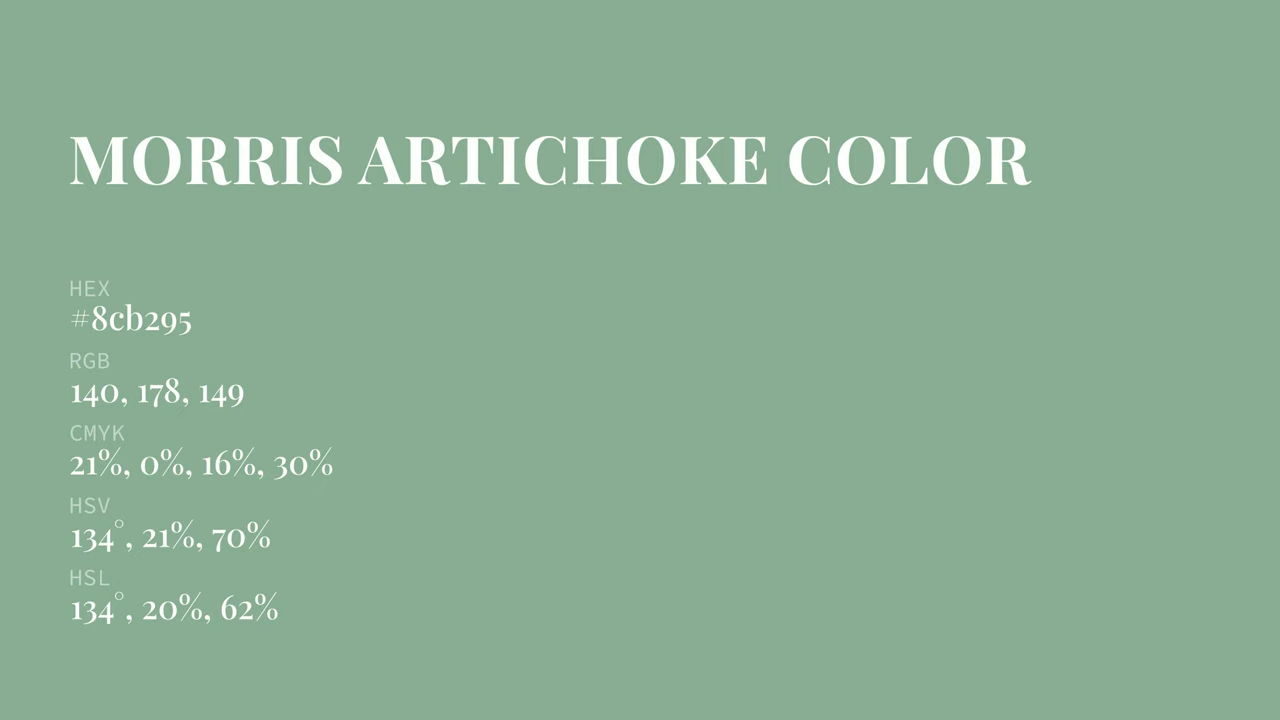 MORRIS ARTICHOKE COLOR
HEX
#8cb295
RGB
140, 178, 149
CMYK
21%, 0%, 16%, 30%
HSV
134°, 21%, 70%
HSL
134°, 20%, 62%